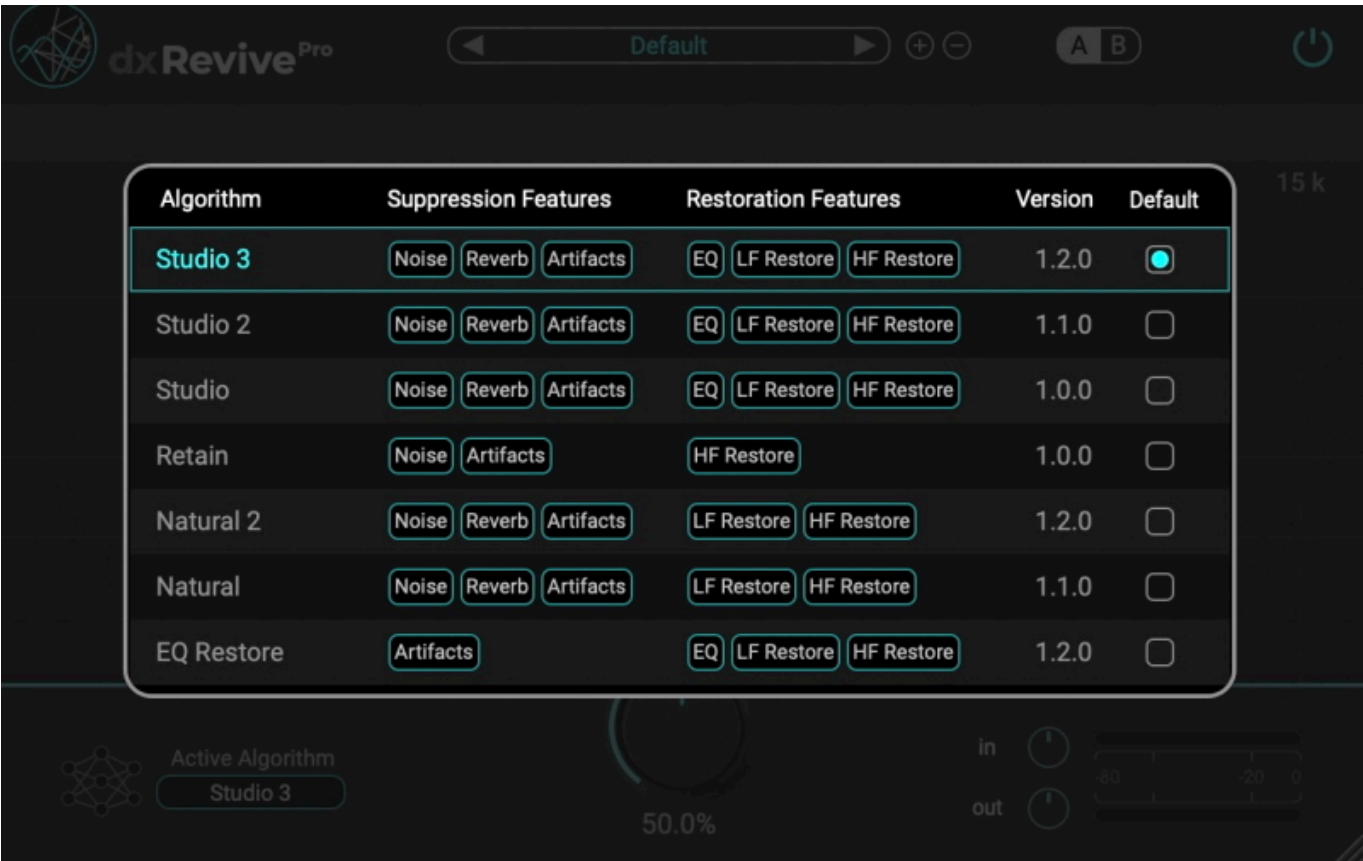 dxRevive Pro
Default
A B
15 k
Algorithm Suppression Features Restoration Features Version Default
Studio 3 Noise Reverb Artifacts EQ LF Restore HF Restore 1.2.0
Studio 2 Noise Reverb Artifacts EQ LF Restore HF Restore 1.1.0
Studio Noise Reverb Artifacts EQ LF Restore HF Restore 1.0.0
Retain Noise Artifacts HF Restore 1.0.0
Natural 2 Noise Reverb Artifacts LF Restore HF Restore 1.2.0
Natural Noise Reverb Artifacts LF Restore HF Restore 1.1.0
EQ Restore Artifacts EQ LF Restore HF Restore 1.2.0
Active Algorithm
Studio 3
50.0%
in
-80 -20 0
out